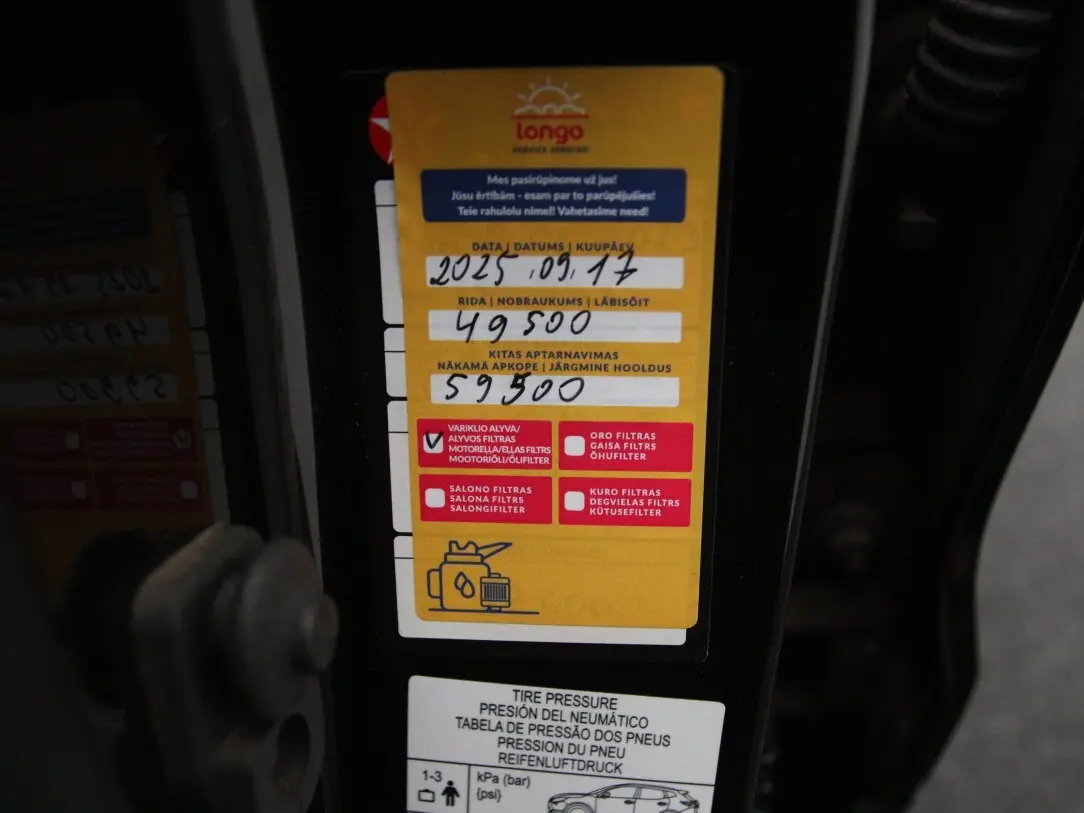 longo
Mes pasirūpinome už jus!
Jūsu ērtībām - esam par to parūpējušies!
Teie rahulolu nimel! Vahetasime need!
DATA | DATUMS | KUUPÄEV
2025.09.17
RIDA | NOBRAUKUMS | LÄBISÕIT
49500
KITAS APTARNAVIMAS
NĀKAMĀ APKOPE | JÄRGMINE HOOLDUS
59500
VARIKLIO ALYVA/
ALYVOS FILTRAS
MOTOREĻĻA/EĻĻAS FILTRS
MOOTORIÕLI/ÕLIFILTER
ORO FILTRAS
GAISA FILTRS
ÕHUFILTER
SALONO FILTRAS
SALONA FILTRS
SALONGIFILTER
KURO FILTRAS
DEGVIELAS FILTRS
KÜTUSEFILTER
TIRE PRESSURE
PRESIÓN DEL NEUMÁTICO
TABELA DE PRESSÃO DOS PNEUS
PRESSION DU PNEU
REIFENLUFTDRUCK
1-3
kPa (bar)
{psi}